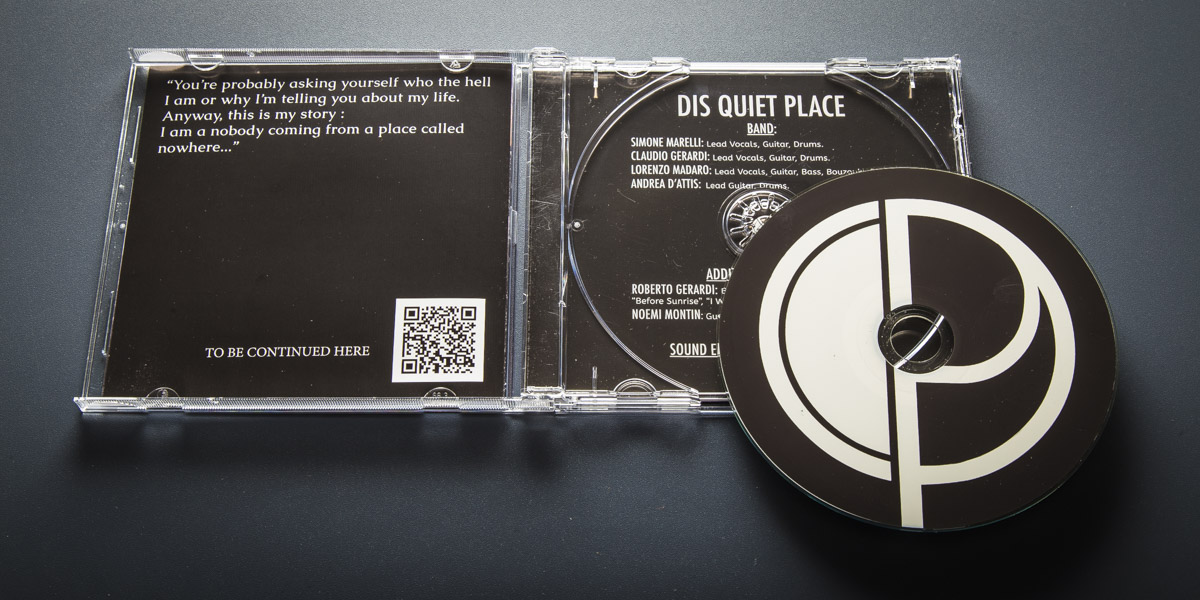 “You’re probably asking yourself who the hell
I am or why I’m telling you about my life.
Anyway, this is my story :
I am a nobody coming from a place called
nowhere...”
TO BE CONTINUED HERE
DIS QUIET PLACE
BAND:
SIMONE MARELLI: Lead Vocals, Guitar, Drums.
CLAUDIO GERARDI: Lead Vocals, Guitar, Drums.
LORENZO MADARO: Lead Vocals, Guitar, Bass, Bouzouki,
ANDREA D’ATTIS: Lead Guitar, Drums.
ROBERTO GERARDI:
“Before Sunrise”, “I
NOEMI MONTIN:
SOUND